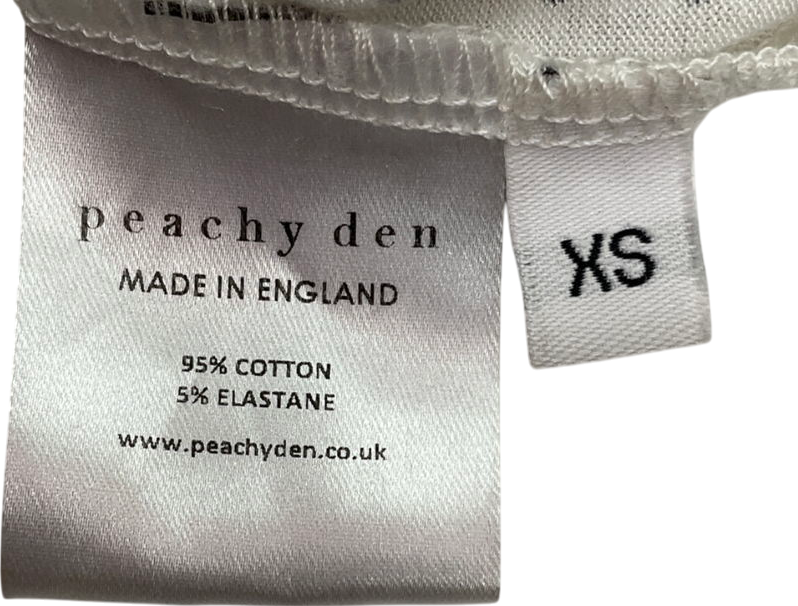 peachy den
MADE IN ENGLAND
95% COTTON
5% ELASTANE
www.peachyden.co.uk
XS